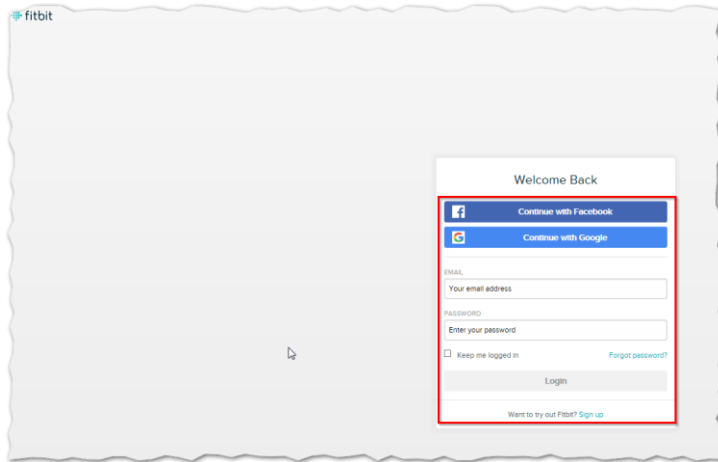 fitbit
Welcome Back
Continue with Facebook
Continue with Google
EMAIL
Your email address
PASSWORD
Enter your password
Keep me logged in Forgot password?
Login
Want to try out Fitbit? Sign up